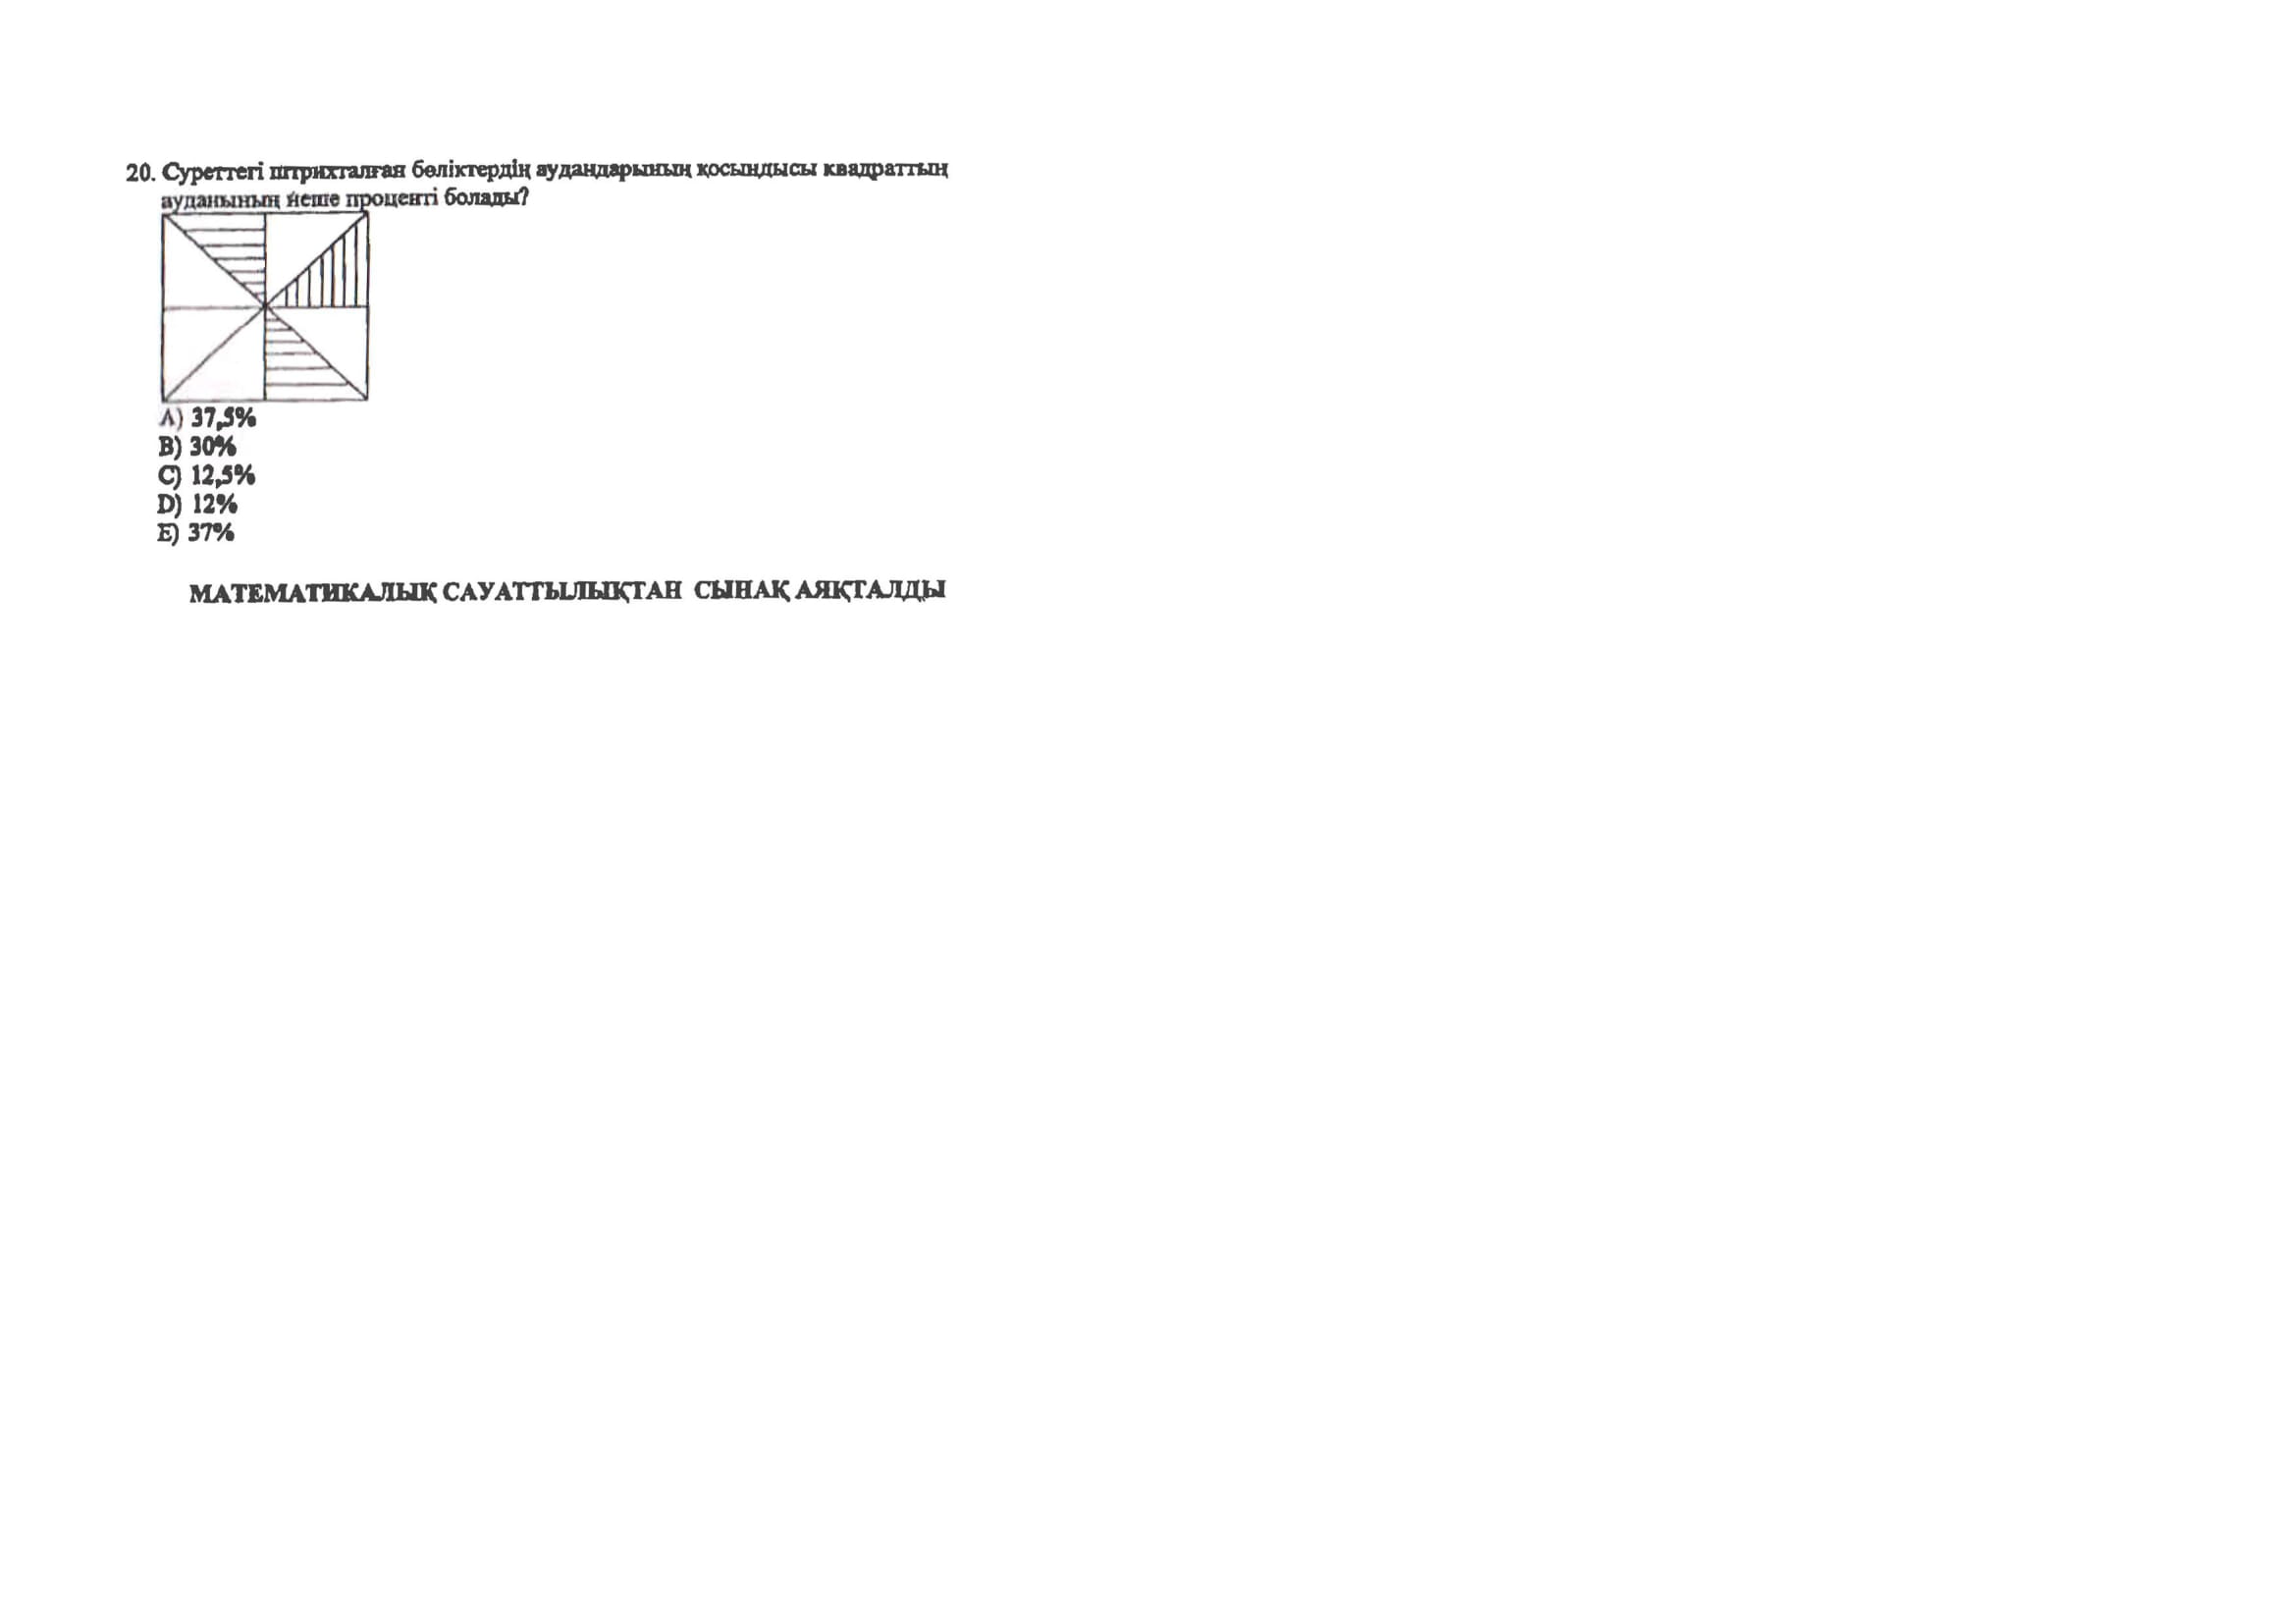 20. Суреттегі штрихталған бөліктердің аудандарының қосындысы квадраттың
ауданының неше проценті болады?
A) 37,5%
B) 30%
C) 12,5%
D) 12%
E) 37%
МАТЕМАТИКАЛЫҚ САУАТТЫЛЫҚТАН СЫНАҚ АЯҚТАЛДЫ